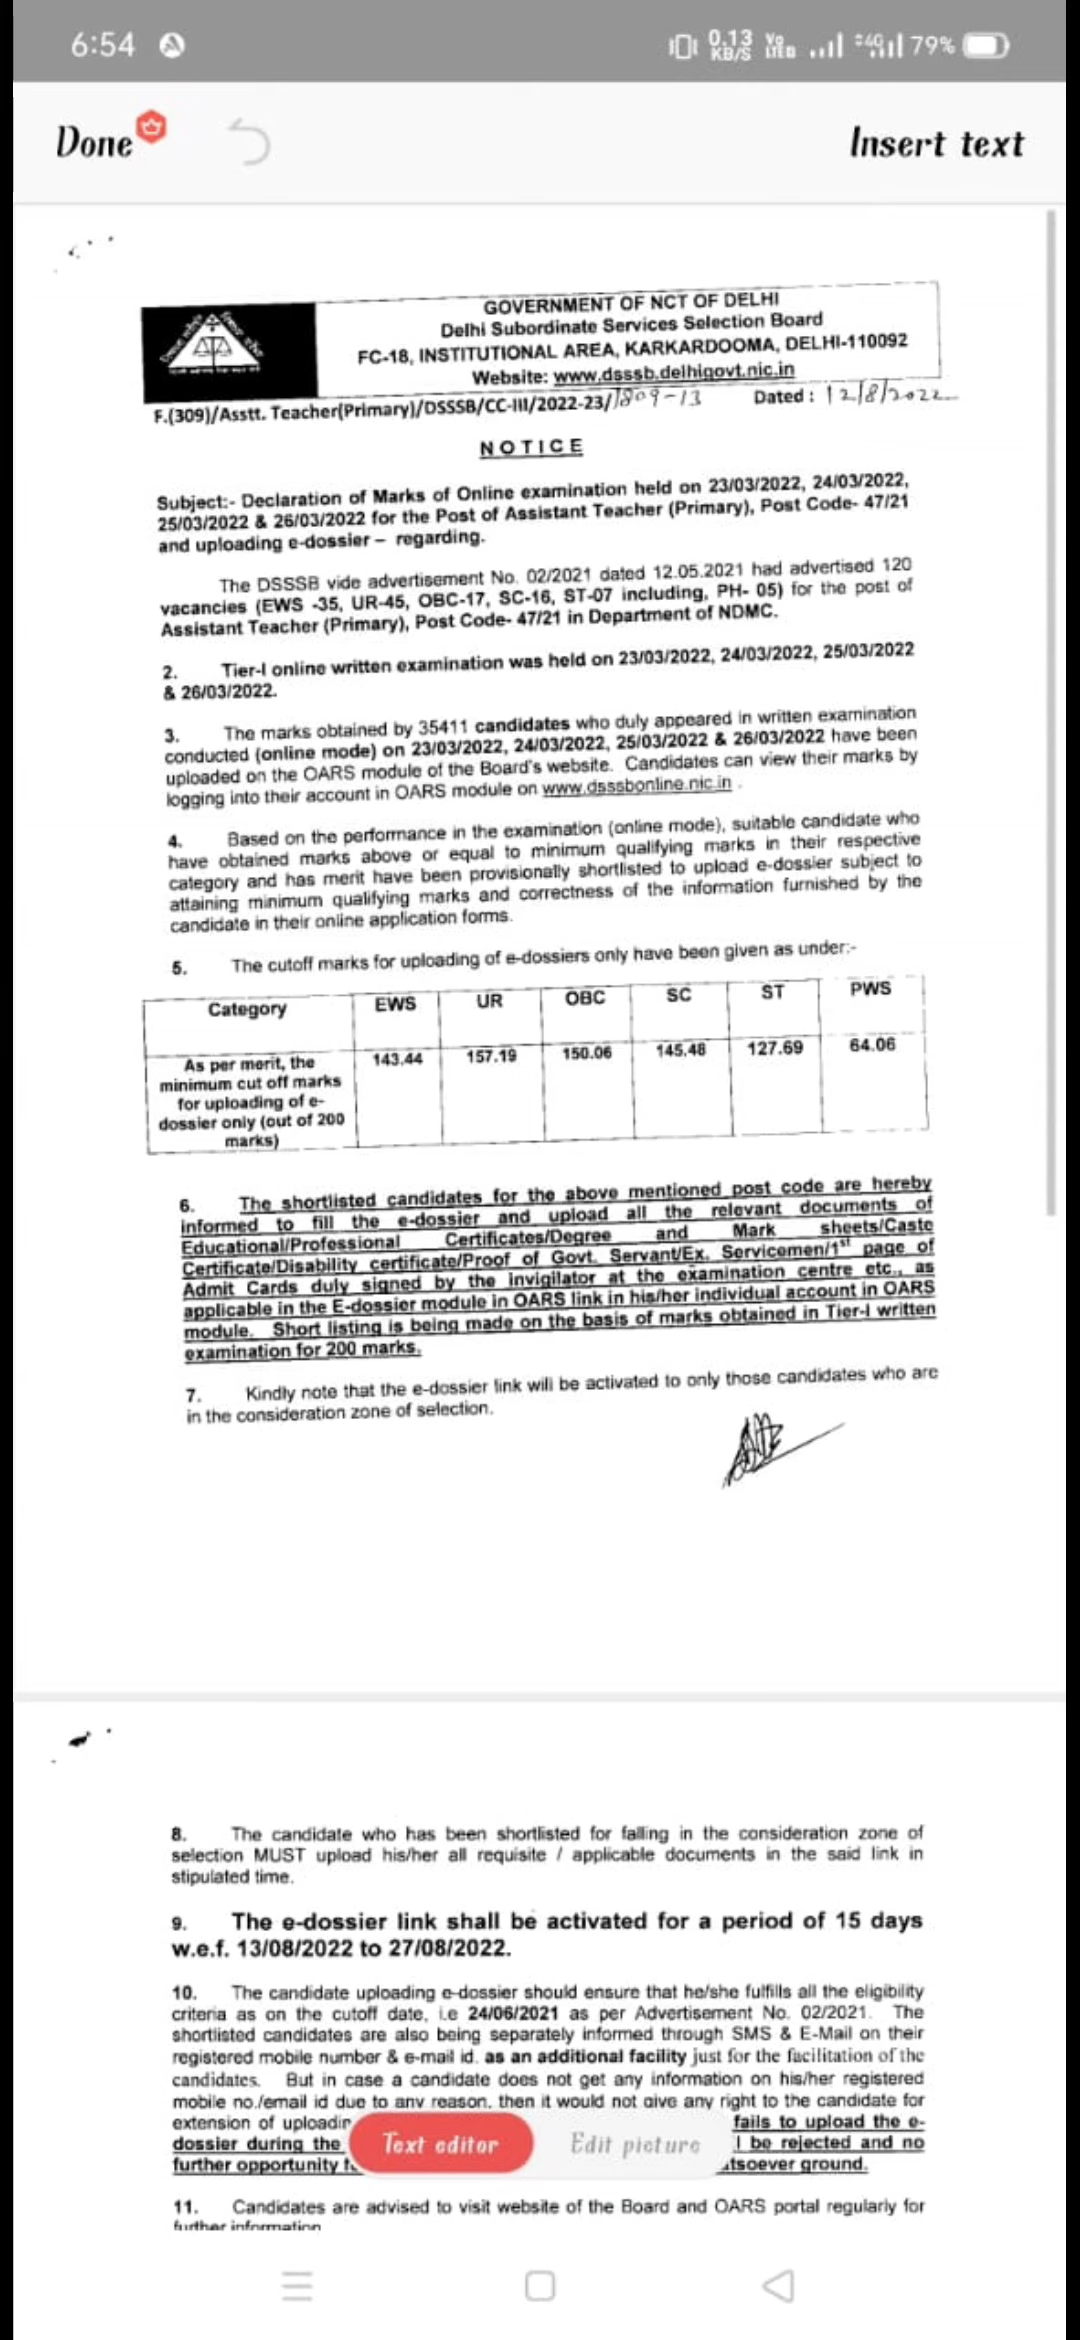 6:54
0.13 KB/S Vo LTE 4G 79%
Done
Insert text
GOVERNMENT OF NCT OF DELHI
Delhi Subordinate Services Selection Board
FC-18, INSTITUTIONAL AREA, KARKARDOOMA, DELHI-110092
Website: www.dsssb.delhigovt.nic.in
F.(309)/Asstt. Teacher(Primary)/DSSSB/CC-III/2022-23/1809-13 Dated : 12/8/2022
NOTICE
Subject:- Declaration of Marks of Online examination held on 23/03/2022, 24/03/2022,
25/03/2022 & 26/03/2022 for the Post of Assistant Teacher (Primary), Post Code- 47/21
and uploading e-dossier – regarding.
The DSSSB vide advertisement No. 02/2021 dated 12.05.2021 had advertised 120
vacancies (EWS -35, UR-45, OBC-17, SC-16, ST-07 including, PH- 05) for the post of
Assistant Teacher (Primary), Post Code- 47/21 in Department of NDMC.
2. Tier-I online written examination was held on 23/03/2022, 24/03/2022, 25/03/2022
& 26/03/2022.
3. The marks obtained by 35411 candidates who duly appeared in written examination
conducted (online mode) on 23/03/2022, 24/03/2022, 25/03/2022 & 26/03/2022 have been
uploaded on the OARS module of the Board's website. Candidates can view their marks by
logging into their account in OARS module on www.dsssbonline.nic.in .
4. Based on the performance in the examination (online mode), suitable candidate who
have obtained marks above or equal to minimum qualifying marks in their respective
category and has merit have been provisionally shortlisted to upload e-dossier subject to
attaining minimum qualifying marks and correctness of the information furnished by the
candidate in their online application forms.
5. The cutoff marks for uploading of e-dossiers only have been given as under:-
Category EWS UR OBC SC ST PWS
As per merit, the 143.44 157.19 150.06 145.48 127.69 64.06
minimum cut off marks
for uploading of e-
dossier only (out of 200
marks)
6. The shortlisted candidates for the above mentioned post code are hereby
informed to fill the e-dossier and upload all the relevant documents of
Educational/Professional Certificates/Degree and Mark sheets/Caste
Certificate/Disability certificate/Proof of Govt. Servant/Ex. Servicemen/1st page of
Admit Cards duly signed by the invigilator at the examination centre etc., as
applicable in the E-dossier module in OARS link in his/her individual account in OARS
module. Short listing is being made on the basis of marks obtained in Tier-I written
examination for 200 marks.
7. Kindly note that the e-dossier link will be activated to only those candidates who are
in the consideration zone of selection.
8. The candidate who has been shortlisted for falling in the consideration zone of
selection MUST upload his/her all requisite / applicable documents in the said link in
stipulated time.
9. The e-dossier link shall be activated for a period of 15 days
w.e.f. 13/08/2022 to 27/08/2022.
10. The candidate uploading e-dossier should ensure that he/she fulfills all the eligibility
criteria as on the cutoff date, i.e 24/06/2021 as per Advertisement No. 02/2021. The
shortlisted candidates are also being separately informed through SMS & E-Mail on their
registered mobile number & e-mail id. as an additional facility just for the facilitation of the
candidates. But in case a candidate does not get any information on his/her registered
mobile no./email id due to any reason, then it would not give any right to the candidate for
extension of uploadin fails to upload the e-
dossier during the be rejected and no
further opportunity ground.
Text editor Edit picture
11. Candidates are advised to visit website of the Board and OARS portal regularly for
further information